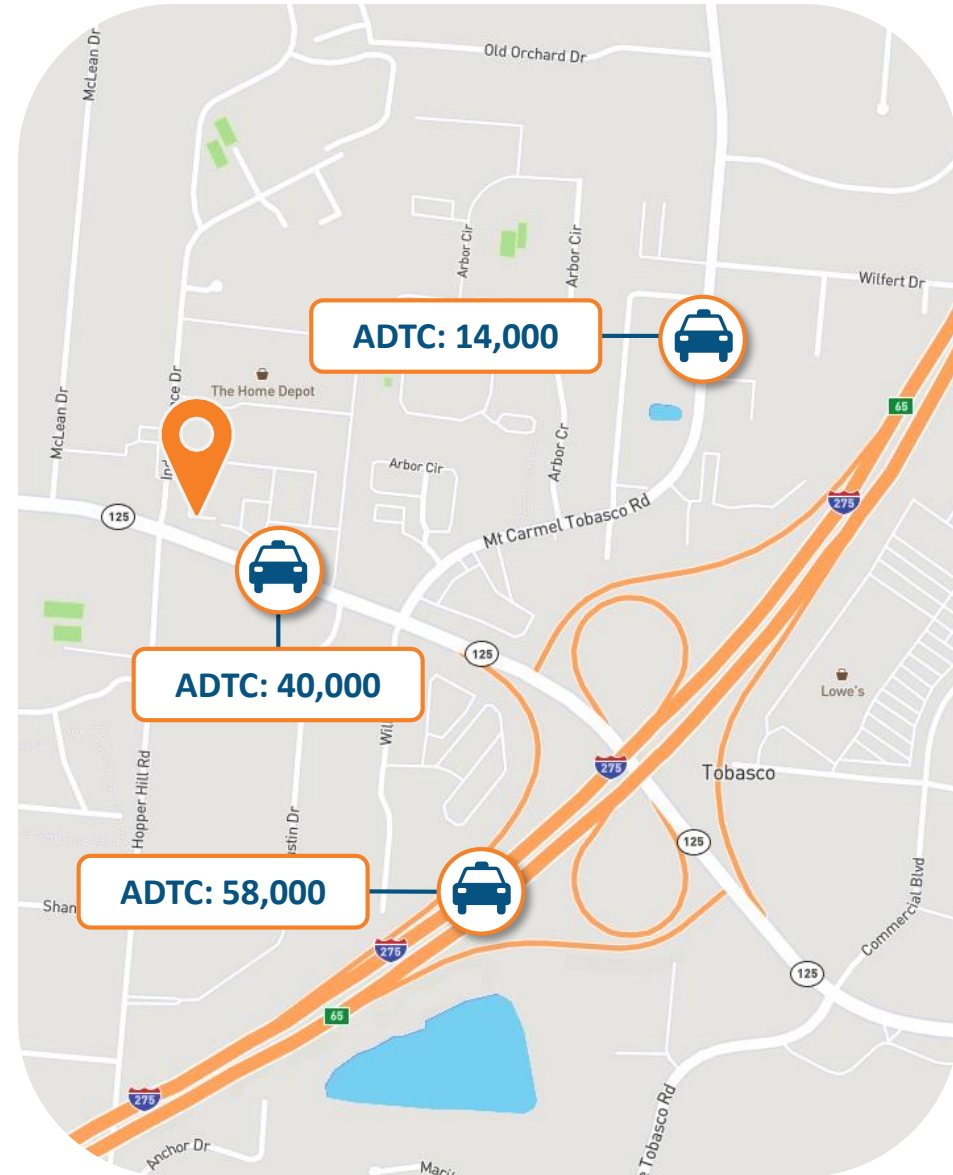 McLean Dr
Old Orchard Dr
Arbor Cir
Arbor Cir
Wilfert Dr
ADTC: 14,000
The Home Depot
65
McLean Dr
275
Arbor Cir
Arbor Cr
125
Mt Carmel Tobasco Rd
ADTC: 40,000
125
Lowe's
275
Tobasco
Hopper Hill Rd
125
ADTC: 58,000
Commercial Blvd
275
125
65
275
Anchor Dr
Tobasco Rd